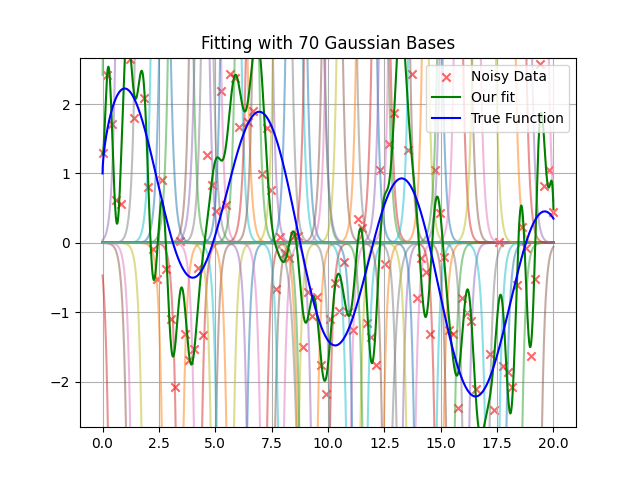 Fitting with 70 Gaussian Bases
Noisy Data
Our fit
True Function
2
1
0
−1
−2
0.0 2.5 5.0 7.5 10.0 12.5 15.0 17.5 20.0